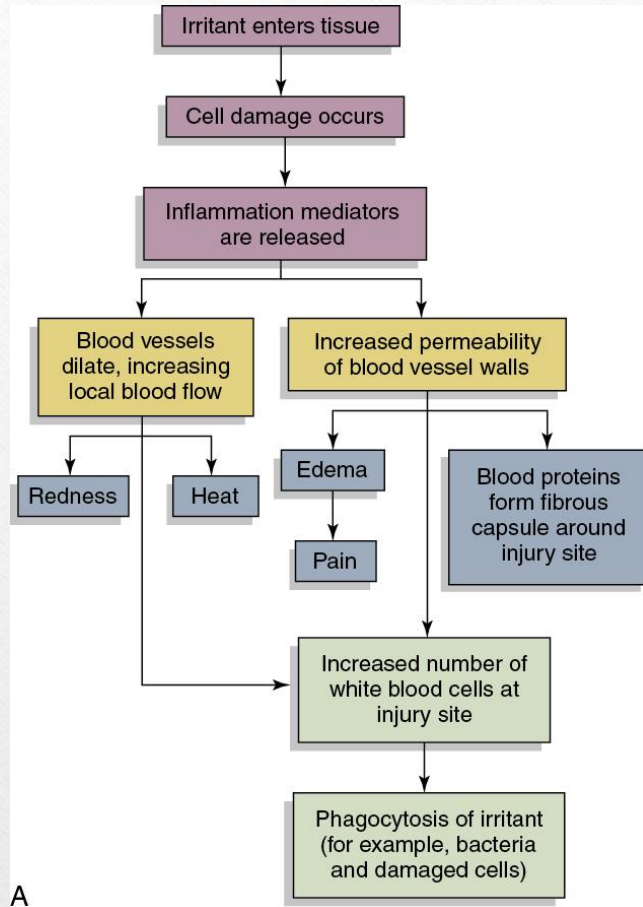 Irritant enters tissue
Cell damage occurs
Inflammation mediators
are released
Blood vessels
dilate, increasing
local blood flow
Increased permeability
of blood vessel walls
Redness
Heat
Edema
Pain
Blood proteins
form fibrous
capsule around
injury site
Increased number of
white blood cells at
injury site
Phagocytosis of irritant
(for example, bacteria
and damaged cells)
A